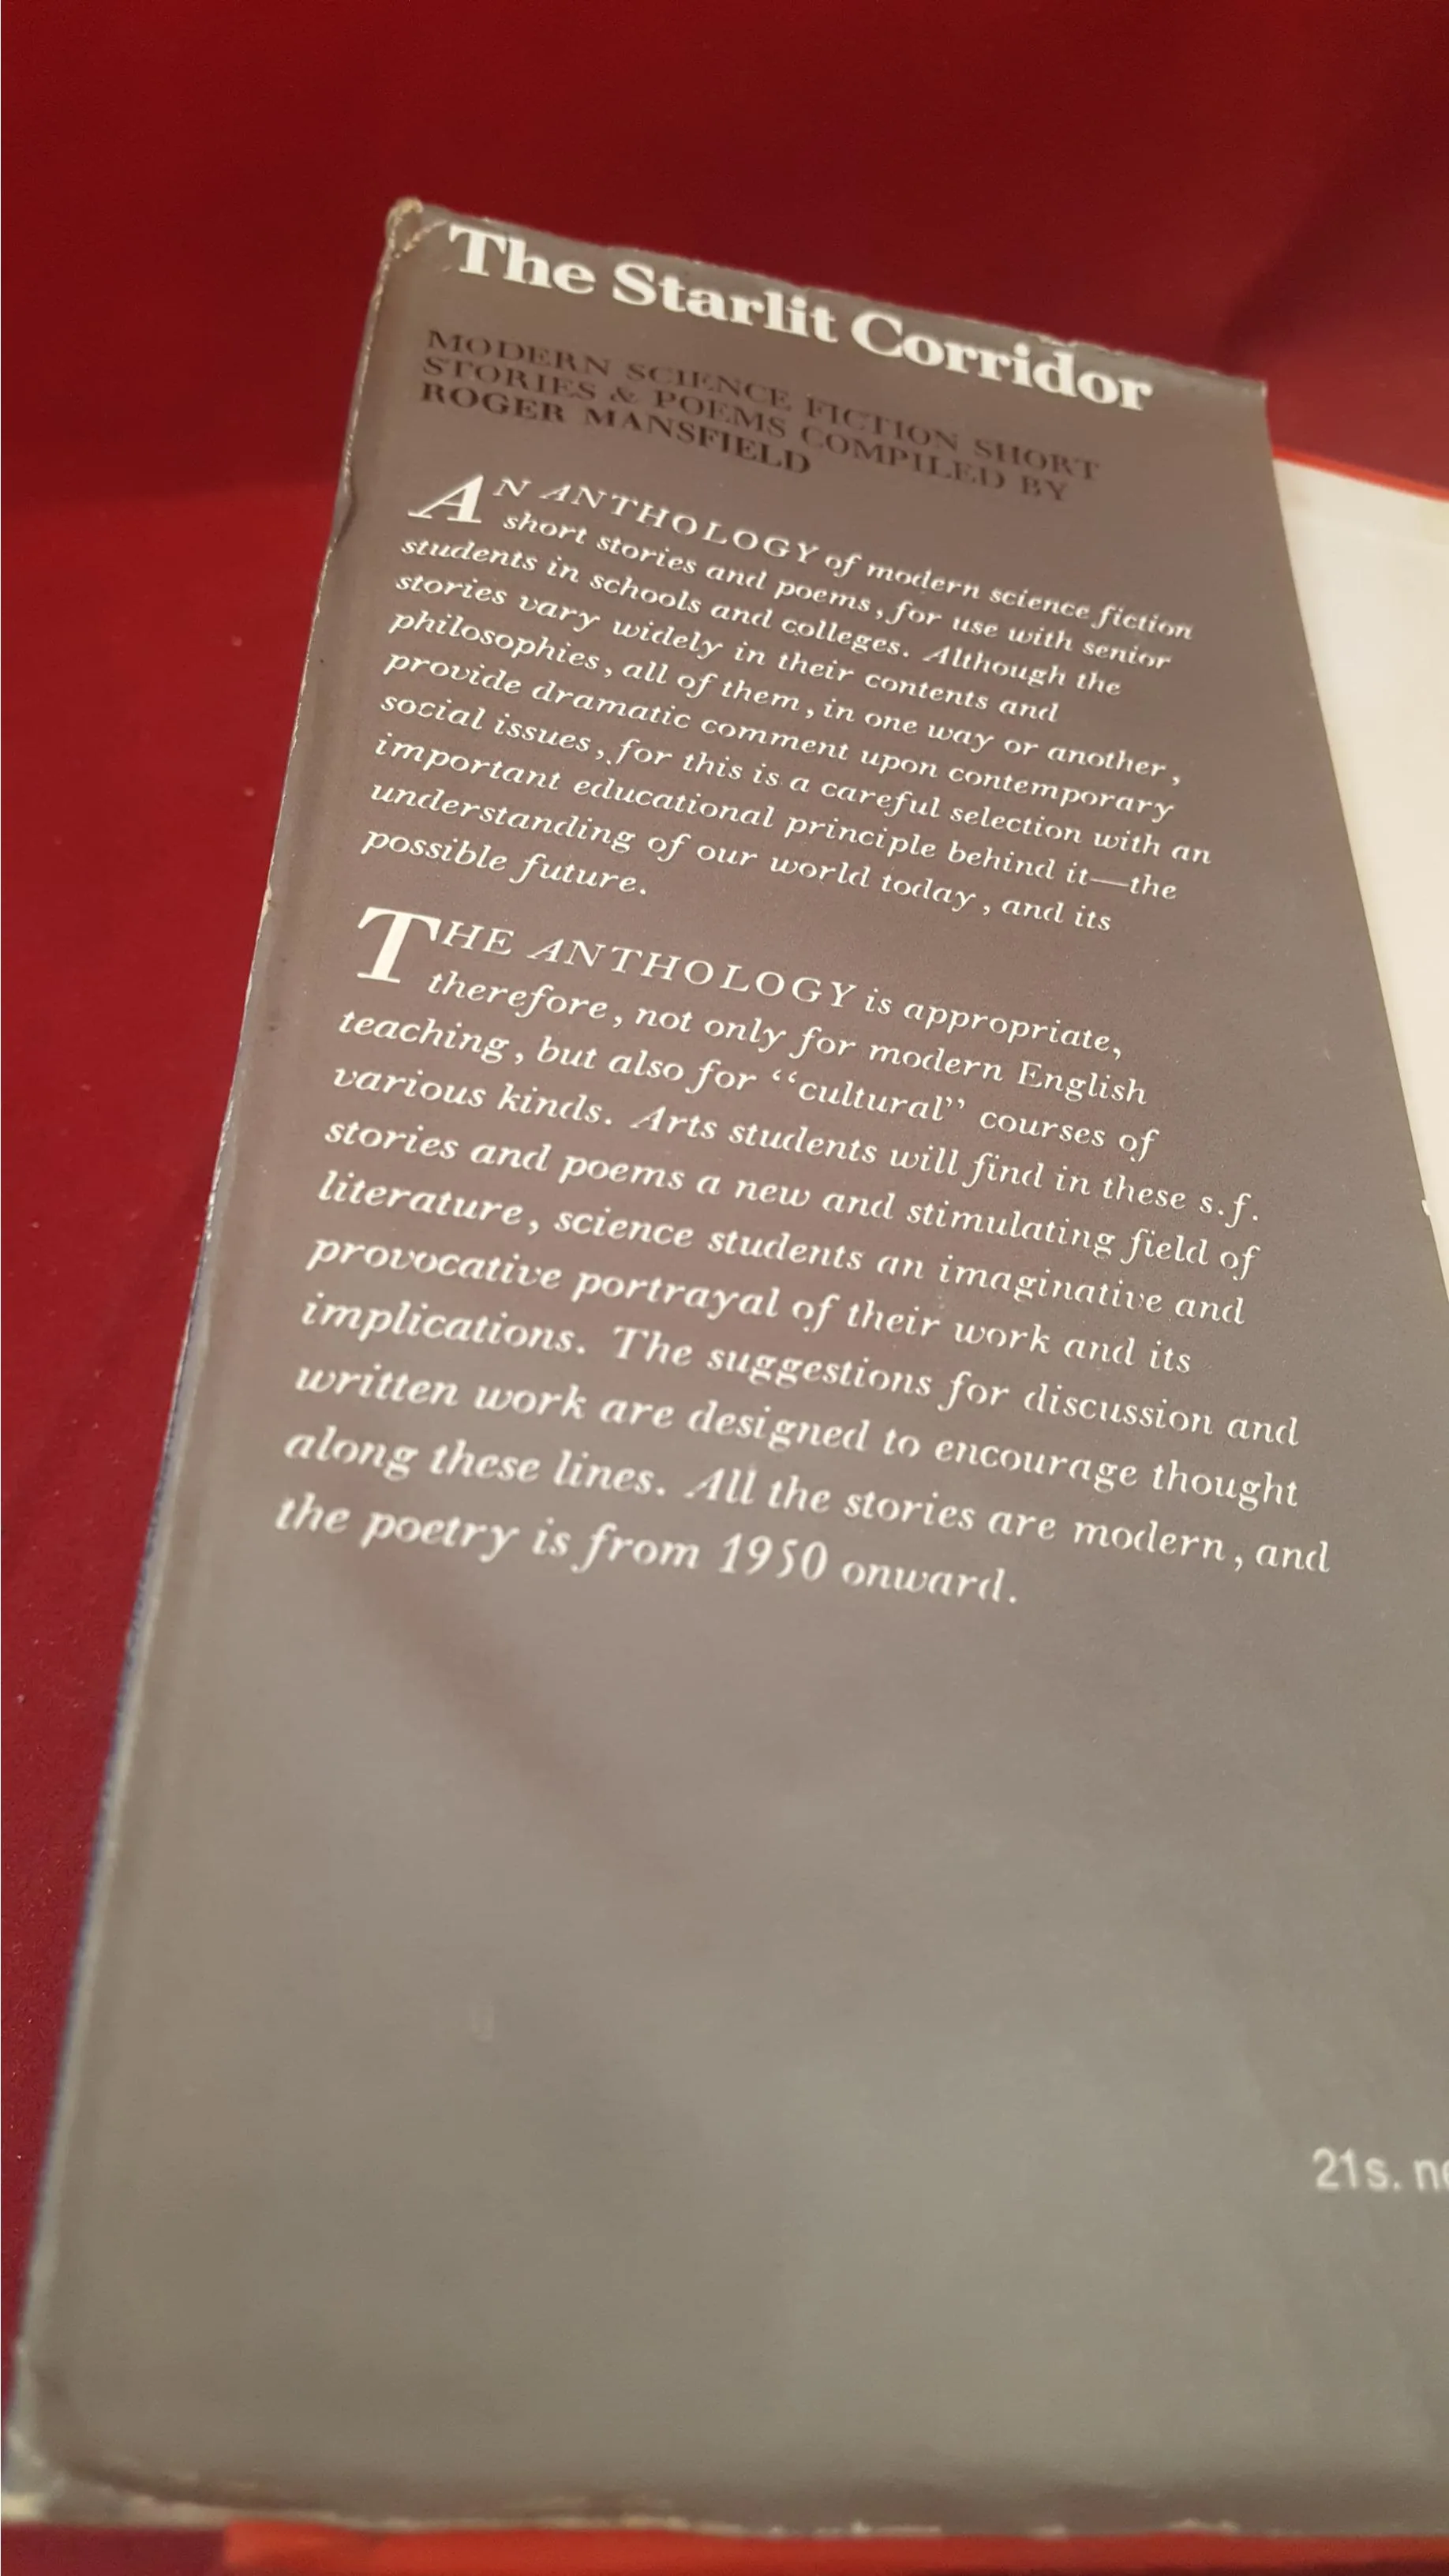 The Starlit Corridor
MODERN SCIENCE FICTION SHORT
STORIES & POEMS COMPILED BY
ROGER MANSFIELD
AN ANTHOLOGY of modern science fiction
short stories and poems, for use with senior
students in schools and colleges. Although the
stories vary widely in their contents and
philosophies, all of them, in one way or another,
provide dramatic comment upon contemporary
social issues, for this is a careful selection with an
important educational principle behind it—the
understanding of our world today, and its
possible future.
THE ANTHOLOGY is appropriate,
therefore, not only for modern English
teaching, but also for “cultural” courses of
various kinds. Arts students will find in these s.f.
stories and poems a new and stimulating field of
literature, science students an imaginative and
provocative portrayal of their work and its
implications. The suggestions for discussion and
written work are designed to encourage thought
along these lines. All the stories are modern, and
the poetry is from 1950 onward.
21s.